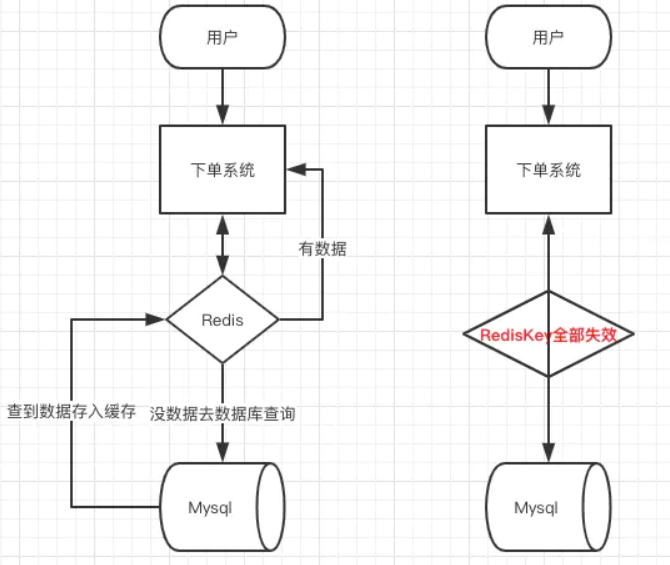 用户
下单系统
有数据
Redis
查到数据存入缓存
没数据去数据库查询
Mysql
用户
下单系统
RedisKey全部失效
Mysql